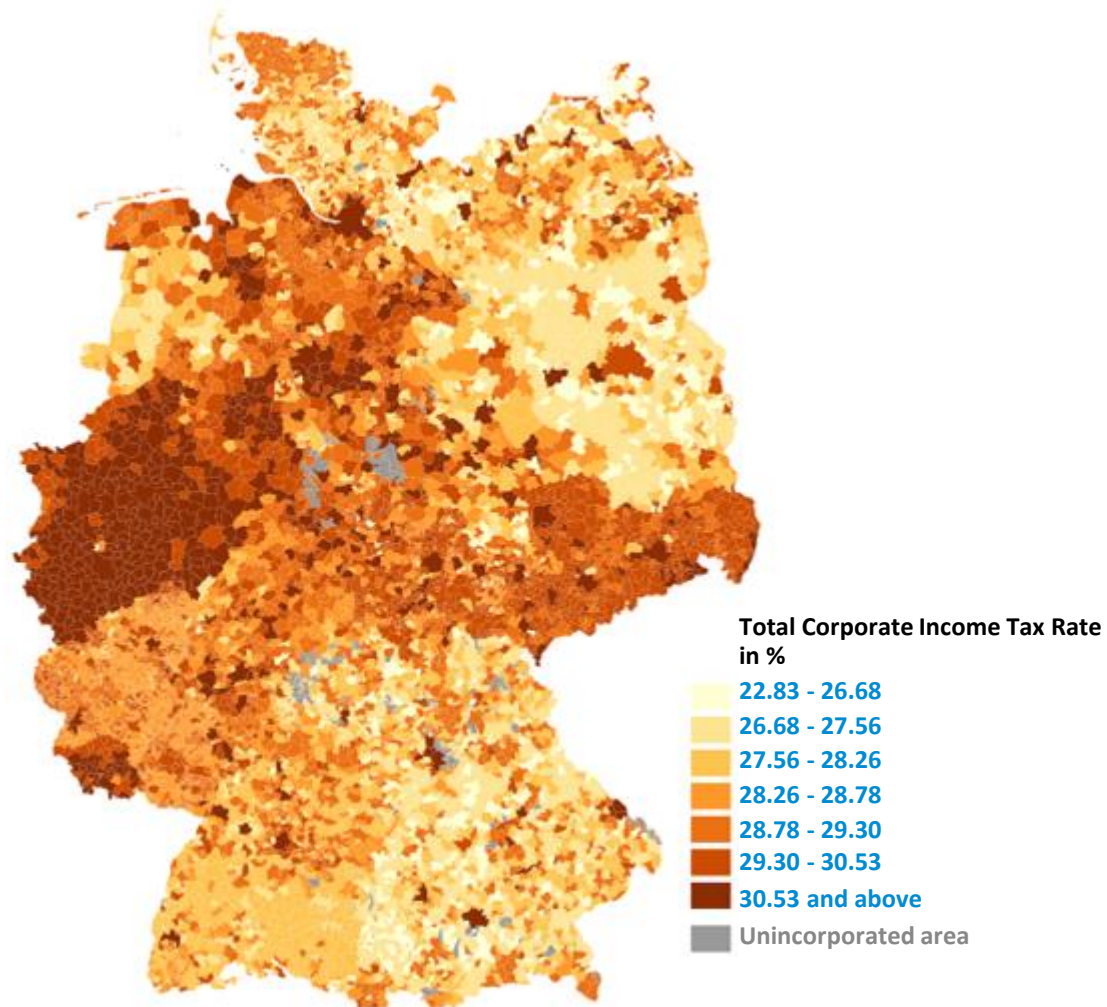 Total Corporate Income Tax Rate
in %
22.83 - 26.68
26.68 - 27.56
27.56 - 28.26
28.26 - 28.78
28.78 - 29.30
29.30 - 30.53
30.53 and above
Unincorporated area